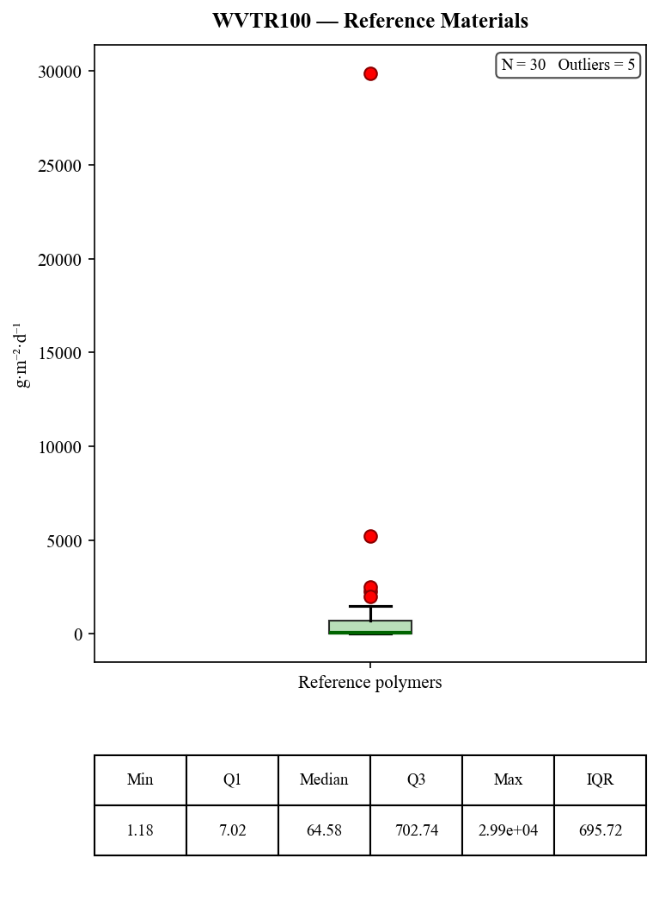 WVTR100 — Reference Materials
N = 30   Outliers = 5
30000
25000
20000
15000
10000
5000
0
g·m⁻²·d⁻¹
Reference polymers
Min Q1 Median Q3 Max IQR
1.18 7.02 64.58 702.74 2.99e+04 695.72